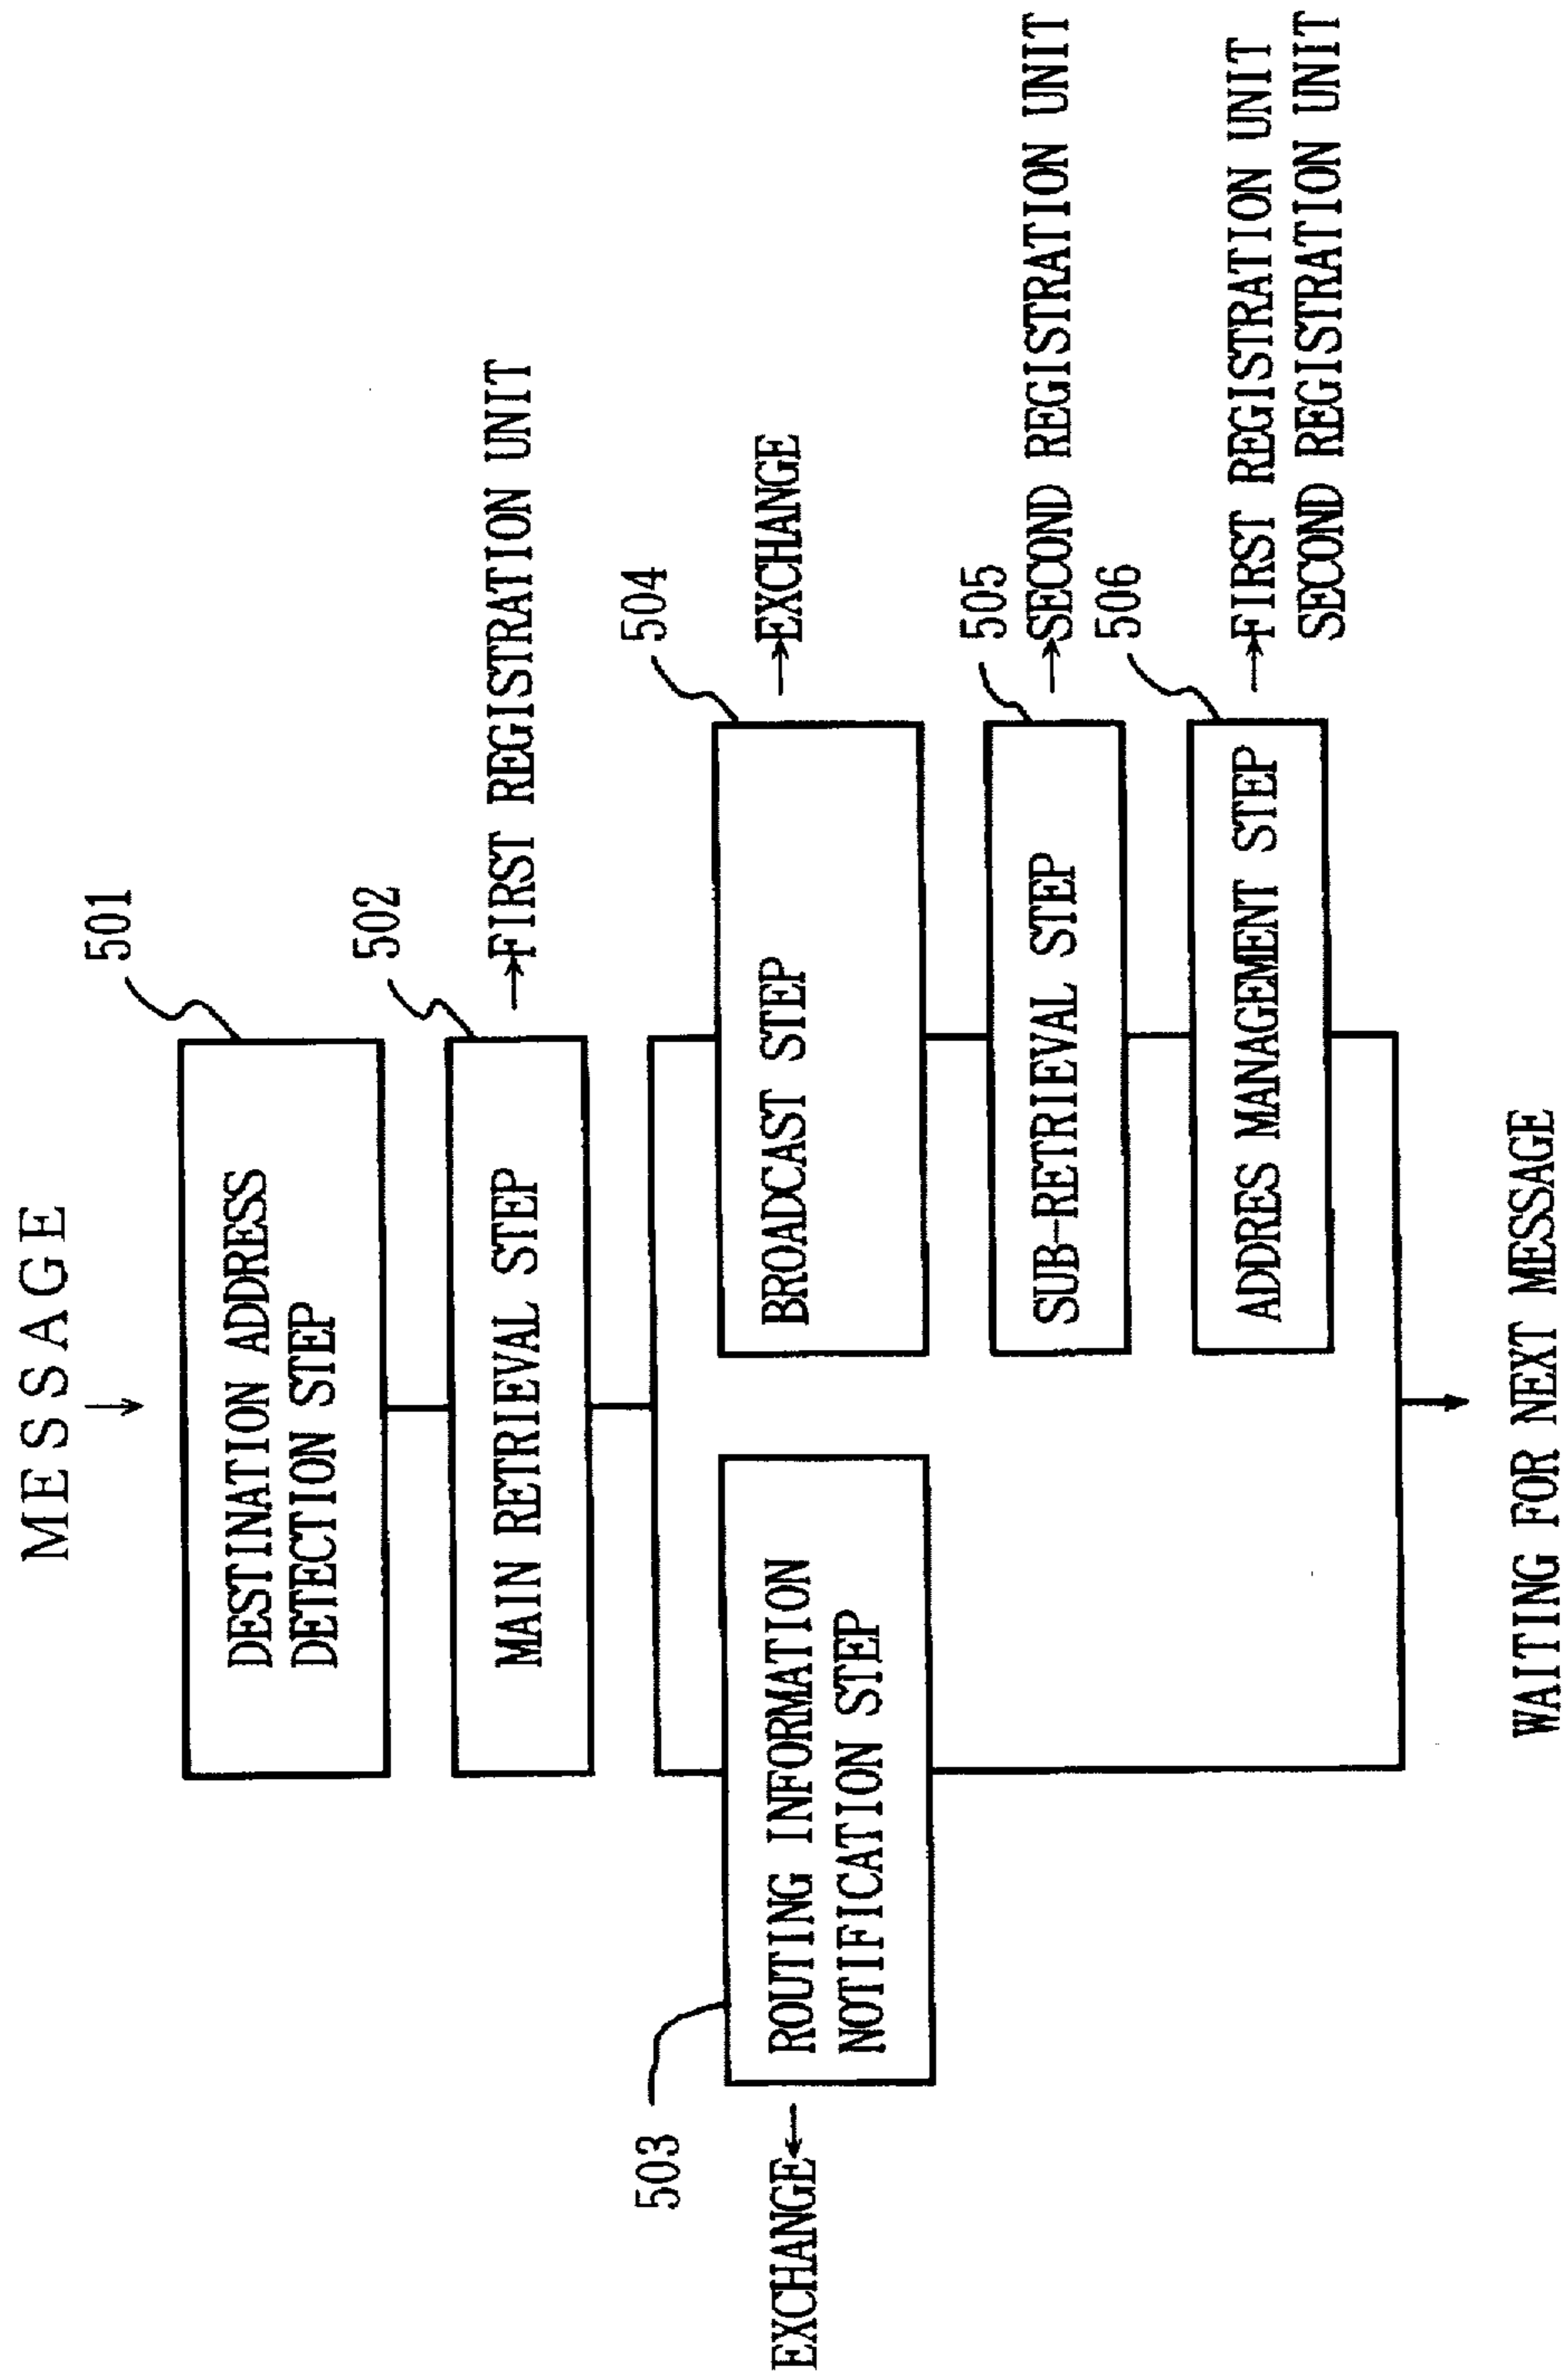 MESSAGE
501
DESTINATION ADDRESS
DETECTION STEP
502
MAIN RETRIEVAL STEP
FIRST REGISTRATION UNIT
503
EXCHANGE
ROUTING INFORMATION
NOTIFICATION STEP
504
BROADCAST STEP
EXCHANGE
505
SUB-RETRIEVAL STEP
SECOND REGISTRATION UNIT
506
ADDRES MANAGEMENT STEP
FIRST REGISTRATION UNIT
SECOND REGISTRATION UNIT
WAITING FOR NEXT MESSAGE